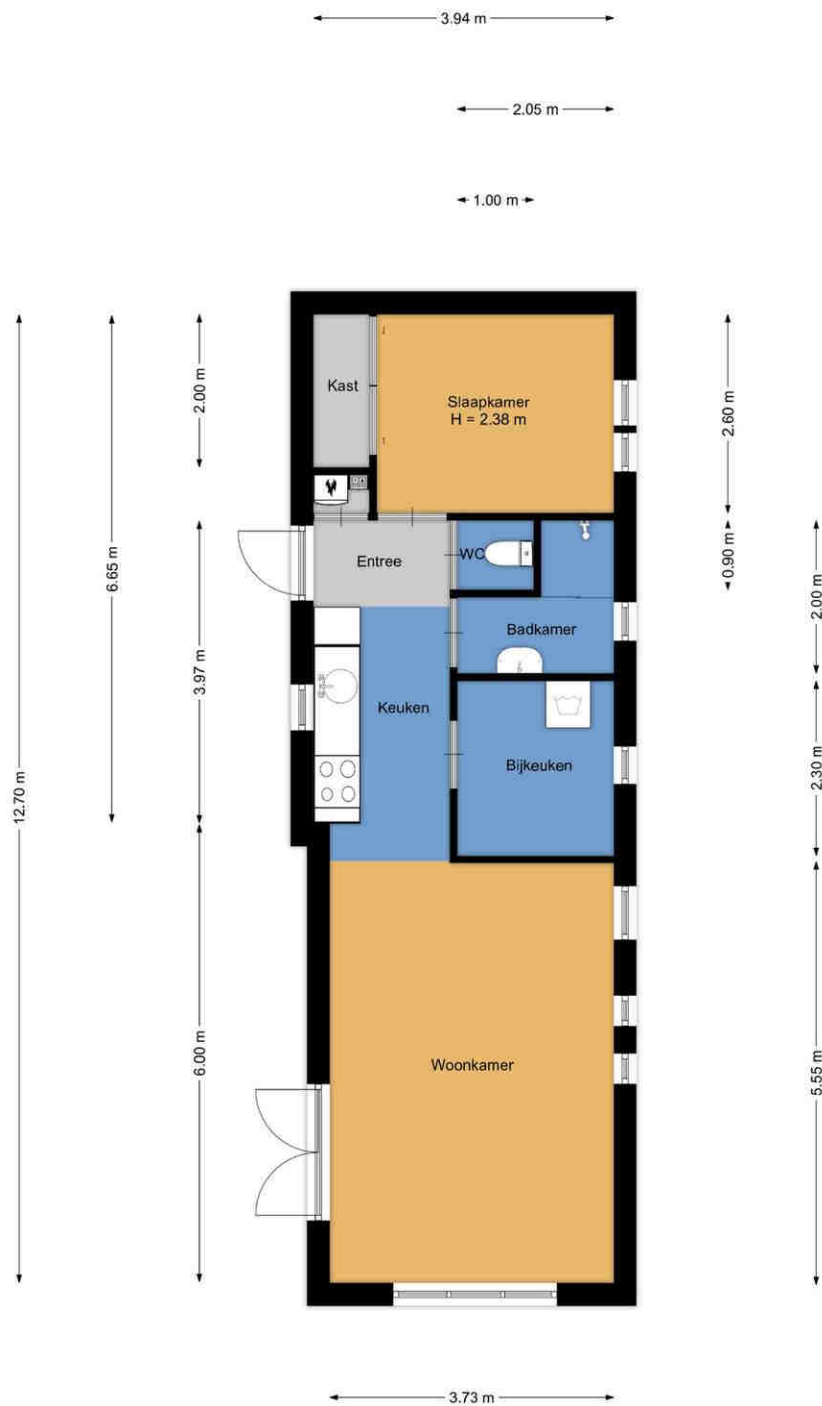 3.94 m
2.05 m
1.00 m
Kast
Slaapkamer
H = 2.38 m
2.00 m
2.60 m
WC
Entree
0.90 m
6.65 m
2.00 m
Badkamer
3.97 m
Keuken
Bijkeuken
2.30 m
12.70 m
6.00 m
Woonkamer
5.55 m
3.73 m